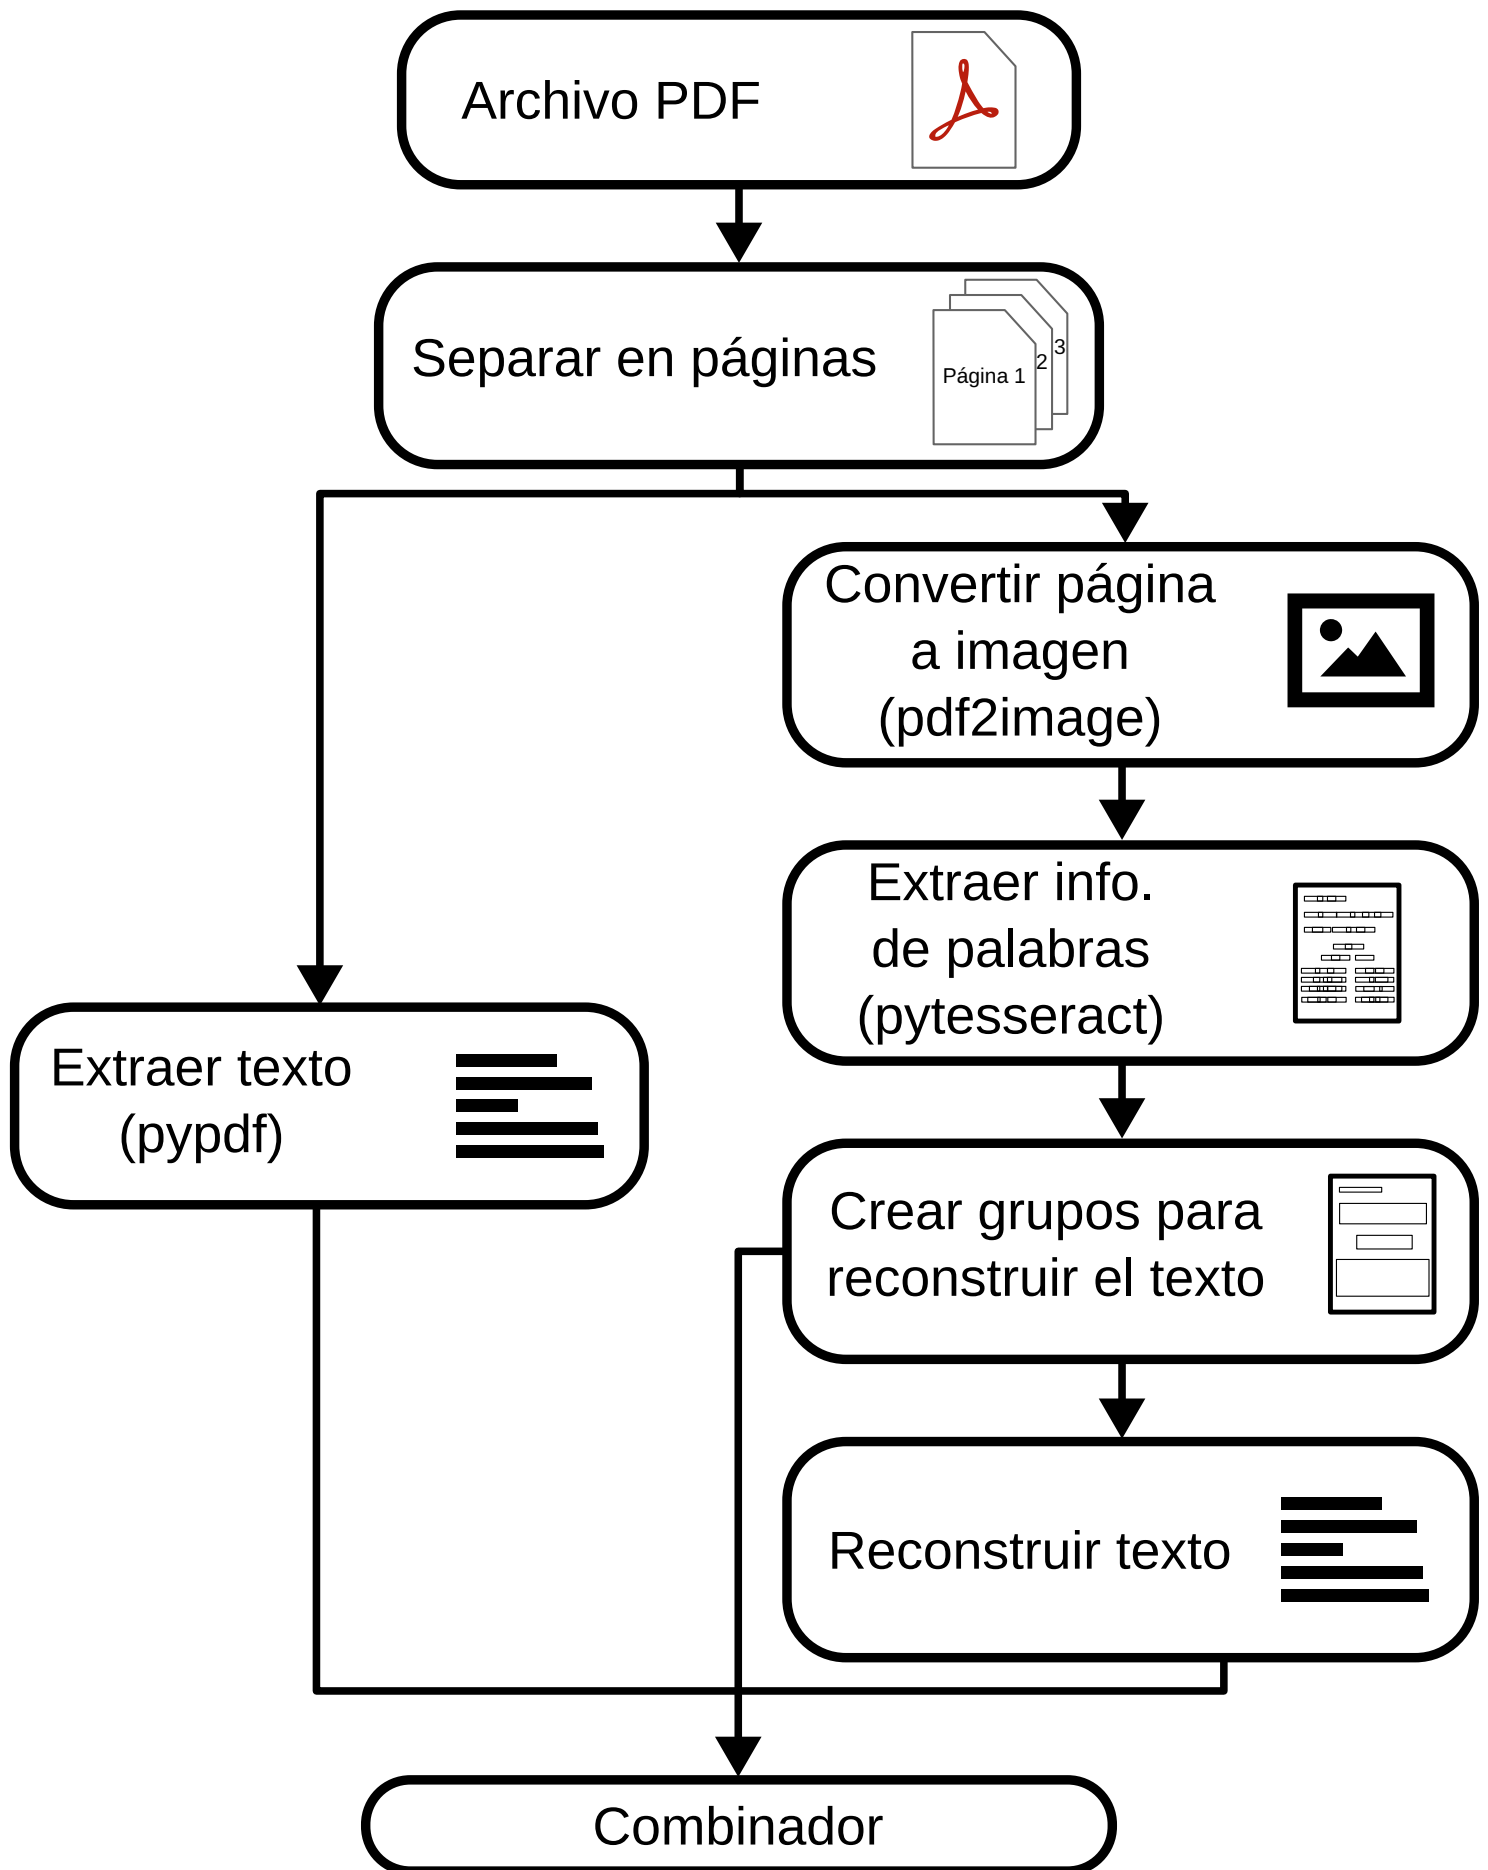 Archivo PDF
Separar en páginas
Página 1
2
3
Convertir página
a imagen
(pdf2image)
Extraer info.
de palabras
(pytesseract)
Extraer texto
(pypdf)
Crear grupos para
reconstruir el texto
Reconstruir texto
Combinador